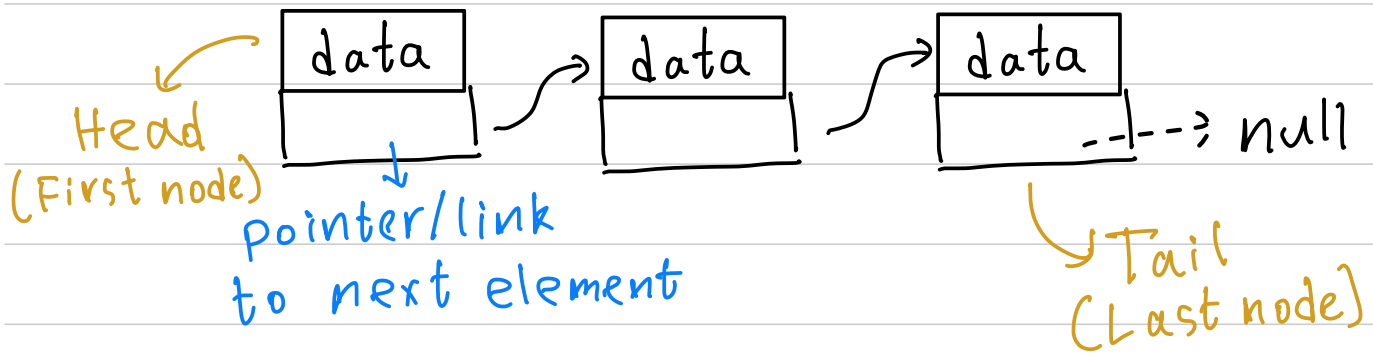 data
data
data
null
Head
(First node)
pointer/link
to next element
Tail
(Last node)